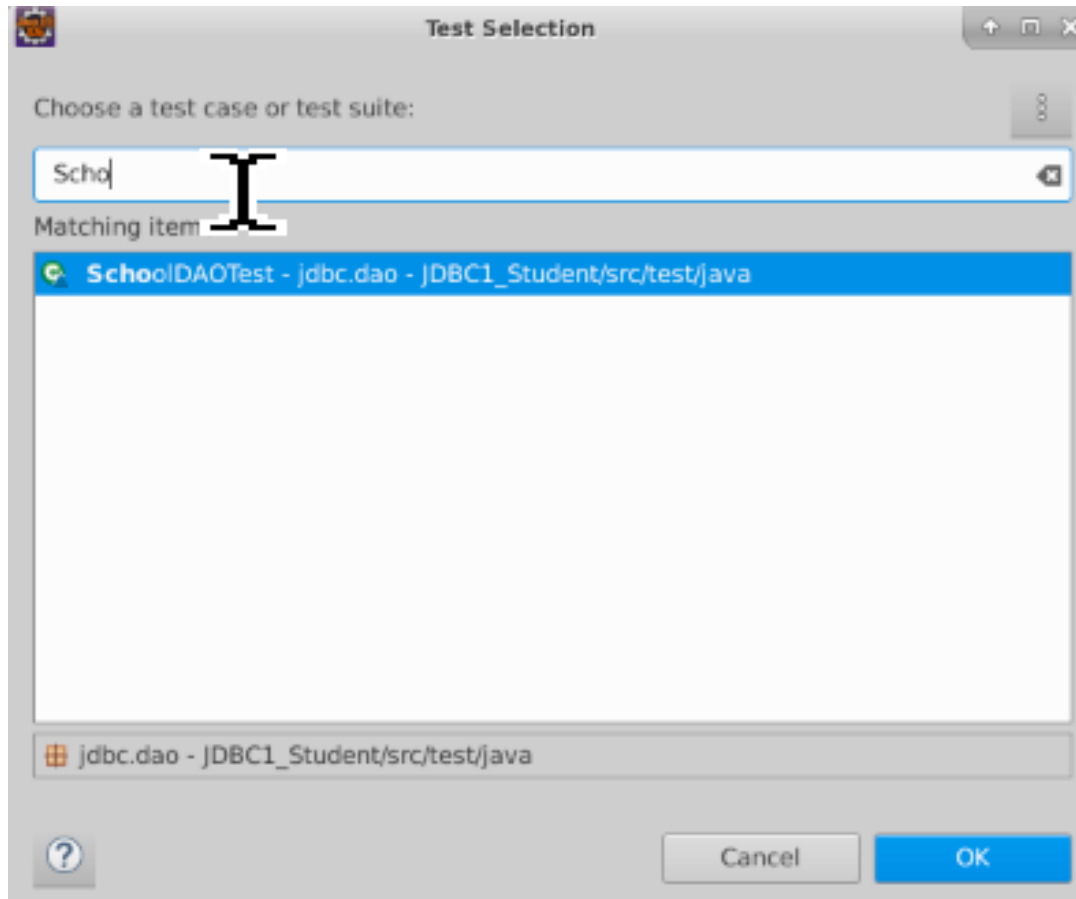 Test Selection
Choose a test case or test suite:
Scho
Matching item
SchoolDAOTest - jdbc.dao - JDBC1_Student/src/test/java
jdbc.dao - JDBC1_Student/src/test/java
?
Cancel
OK